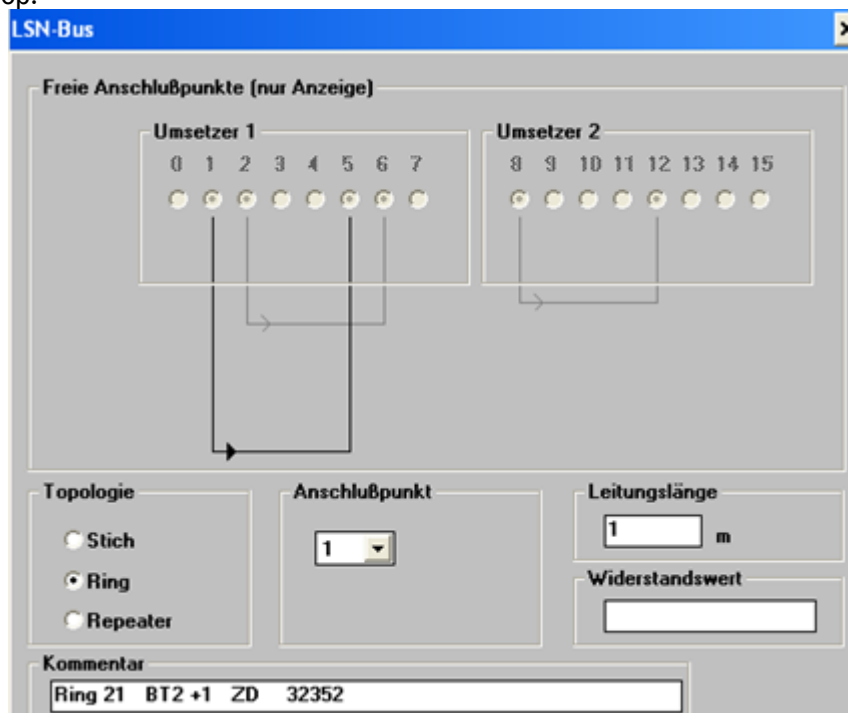 op.
LSN-Bus
Freie Anschlußpunkte (nur Anzeige)
Umsetzer 1
0 1 2 3 4 5 6 7
Umsetzer 2
8 9 10 11 12 13 14 15
Topologie
Stich
Ring
Repeater
Anschlußpunkt
1
Leitungslänge
1 m
Widerstandswert
Kommentar
Ring 21 BT2 +1 ZD 32352